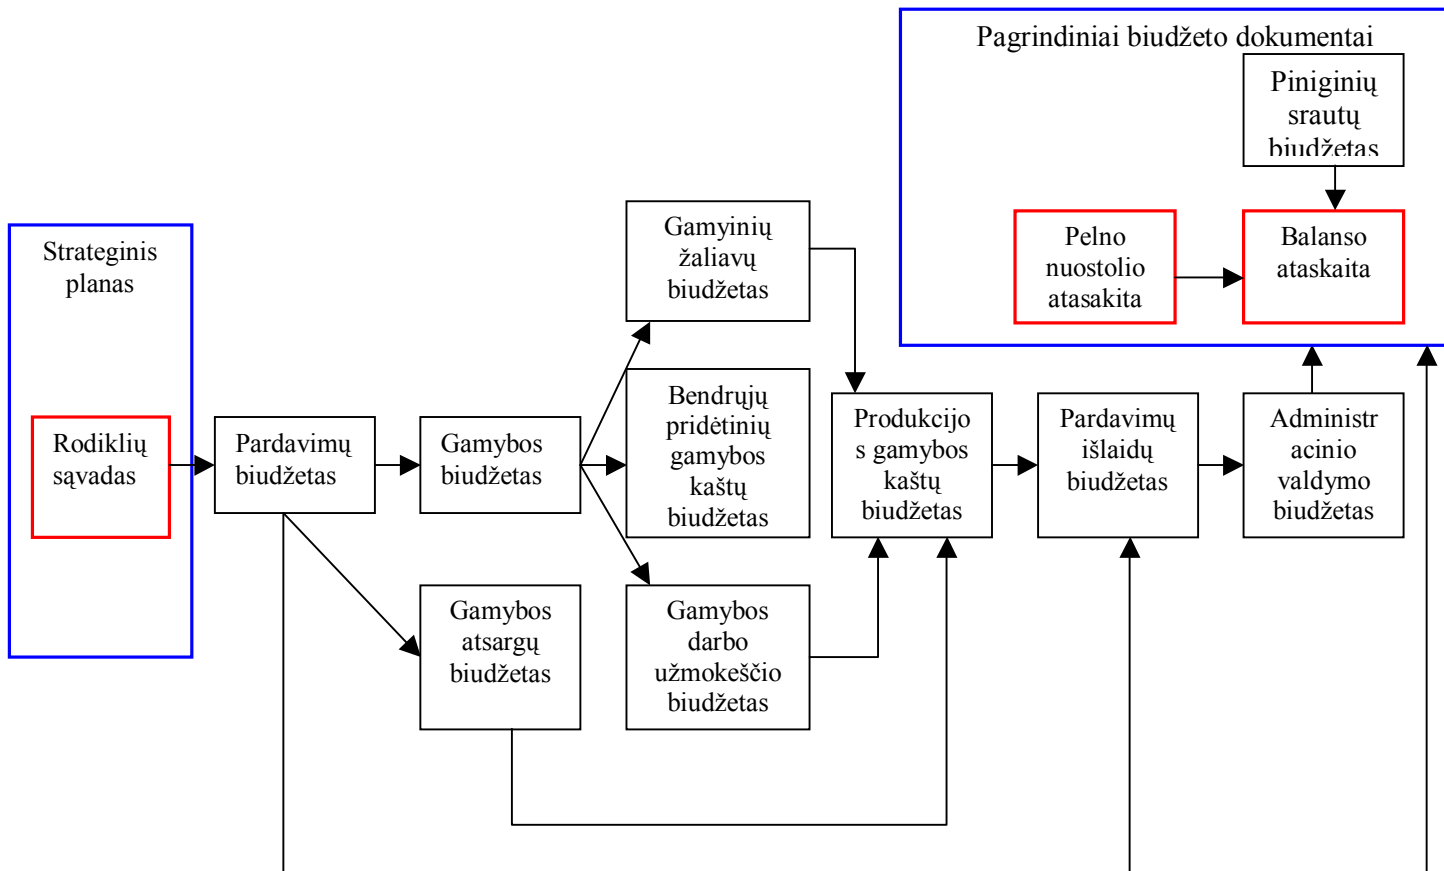 Pagrindiniai biudžeto dokumentai
Piniginių
srautų
biudžetas
Pelno
nuostolio
atasakita
Balanso
ataskaita
Strateginis
planas
Rodiklių
sąvadas
Pardavimų
biudžetas
Gamybos
biudžetas
Gamyinių
žaliavų
biudžetas
Bendrųjų
pridėtinių
gamybos
kaštų
biudžetas
Gamybos
darbo
užmokeščio
biudžetas
Gamybos
atsargų
biudžetas
Produkcijo
s gamybos
kaštų
biudžetas
Pardavimų
išlaidų
biudžetas
Administr
acinio
valdymo
biudžetas